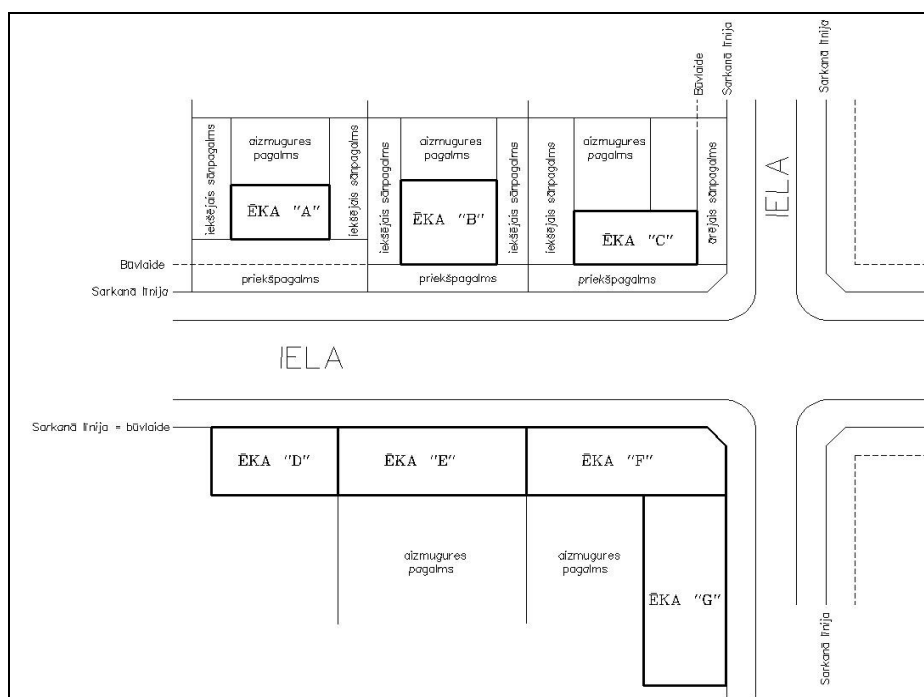 Būvlaide
Sarkanā līnija
Sarkanā līnija
iekšējais sānpagalms
aizmugures
pagalms
iekšējais sānpagalms
iekšējais sānpagalms
aizmugures
pagalms
iekšējais sānpagalms
iekšējais sānpagalms
aizmugures
pagalms
ārējais sānpagalms
IELA
ĒKA "A"
ĒKA "B"
ĒKA "C"
Būvlaide
priekšpagalms
priekšpagalms
priekšpagalms
Sarkanā līnija
IELA
Sarkanā līnija = būvlaide
ĒKA "D"
ĒKA "E"
ĒKA "F"
aizmugures
pagalms
aizmugures
pagalms
ĒKA "G"
Sarkanā līnija